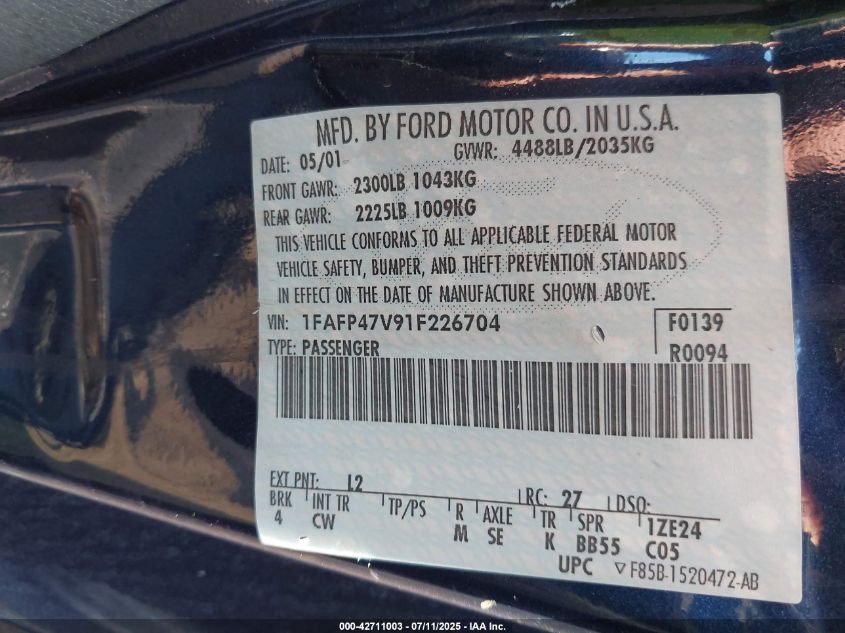 MFD. BY FORD MOTOR CO. IN U.S.A.
DATE: 05/01 GVWR: 4488LB/2035KG
FRONT GAWR: 2300LB 1043KG
REAR GAWR: 2225LB 1009KG
THIS VEHICLE CONFORMS TO ALL APPLICABLE FEDERAL MOTOR
VEHICLE SAFETY, BUMPER, AND THEFT PREVENTION STANDARDS
IN EFFECT ON THE DATE OF MANUFACTURE SHOWN ABOVE.
VIN: 1FAFP47V91F226704 F0139
TYPE: PASSENGER R0094
EXT PNT: L2 RC: 27 DSO:
BRK INT TR TP/PS R AXLE TR SPR 1ZE24
4 CW M SE K BB55 C05
UPC ▽F85B-1520472-AB
000-42711003 - 07/11/2025 - IAA Inc.